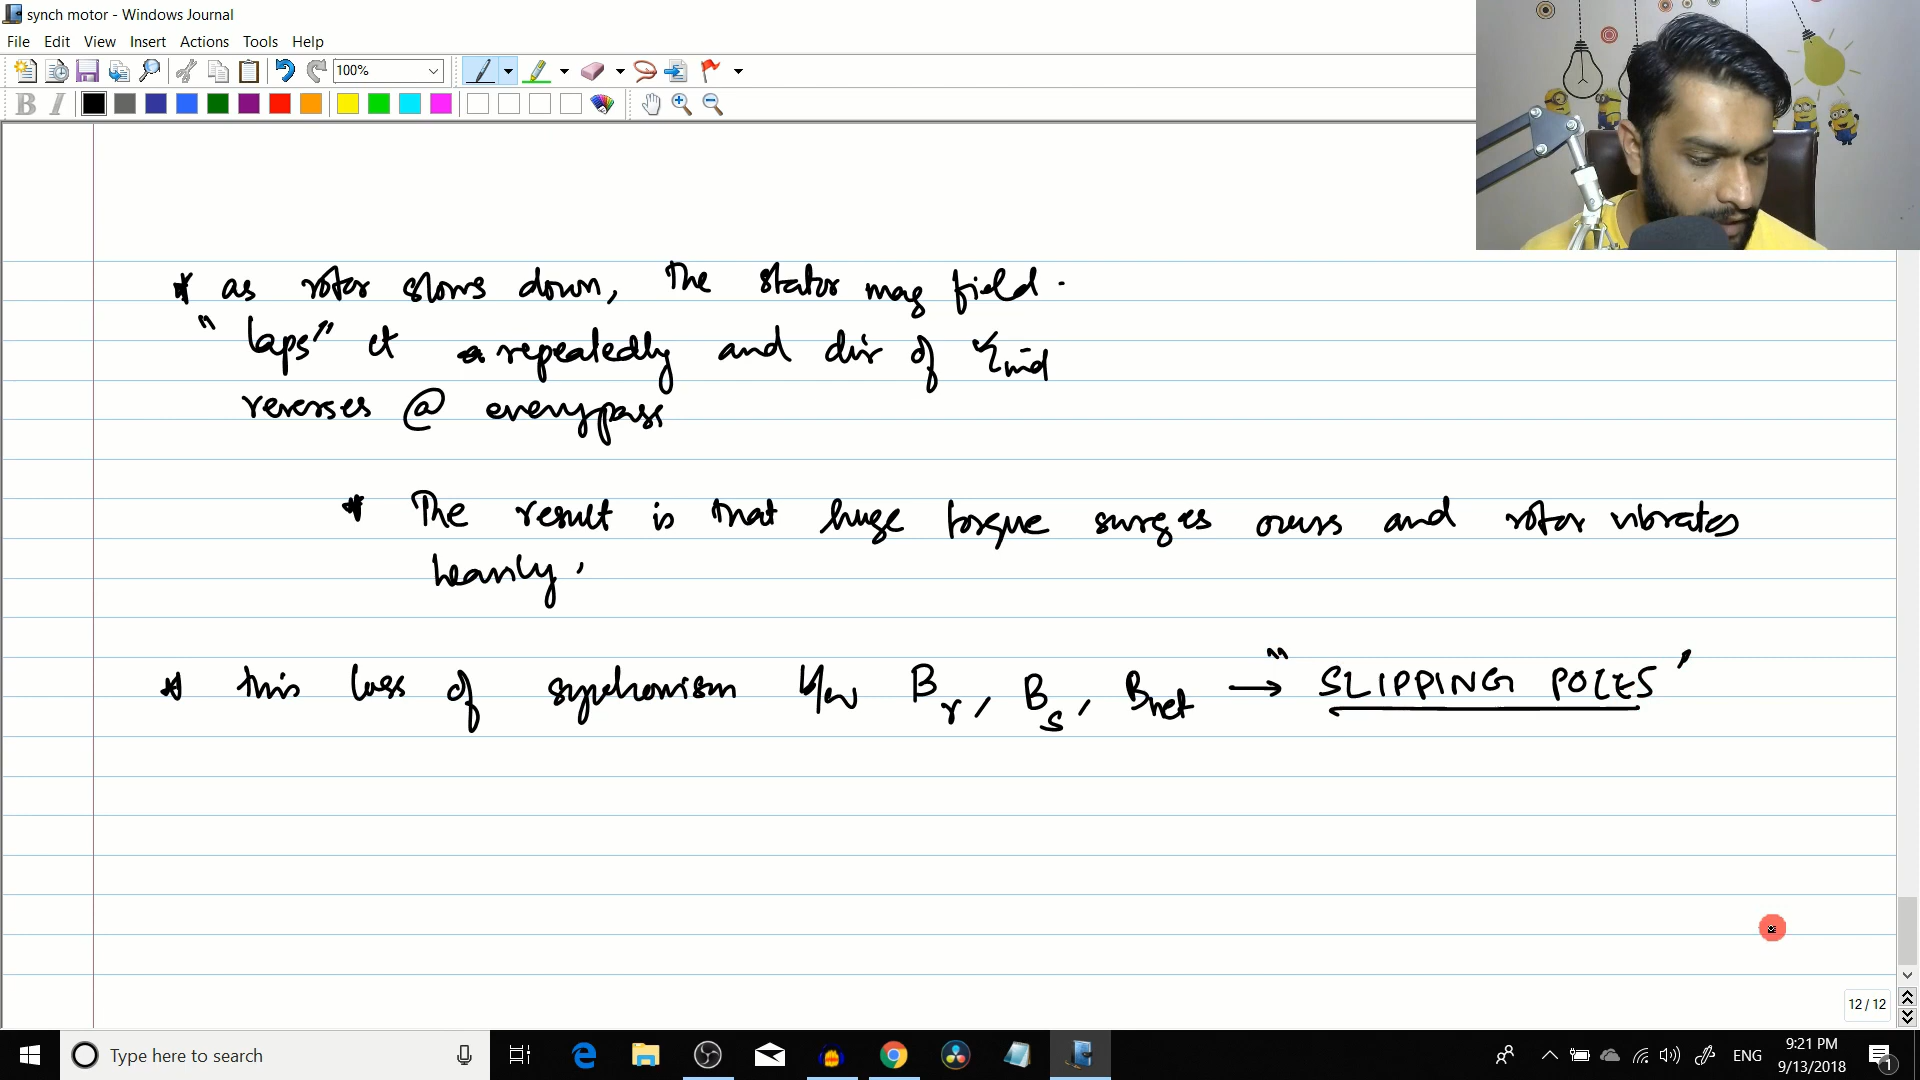 synch motor - Windows Journal
File Edit View Insert Actions Tools Help
100%
B I
* as rotor slows down, the stator mag field.
"laps" it repeatedly and dir of τind
reverses @ every pass
* The result is that huge torque surges occurs and rotor vibrates
heavily.
* this loss of synchronism b/w Br, Bs, Bnet → "SLIPPING POLES"
12 / 12
Type here to search
ENG
9:21 PM
9/13/2018
1